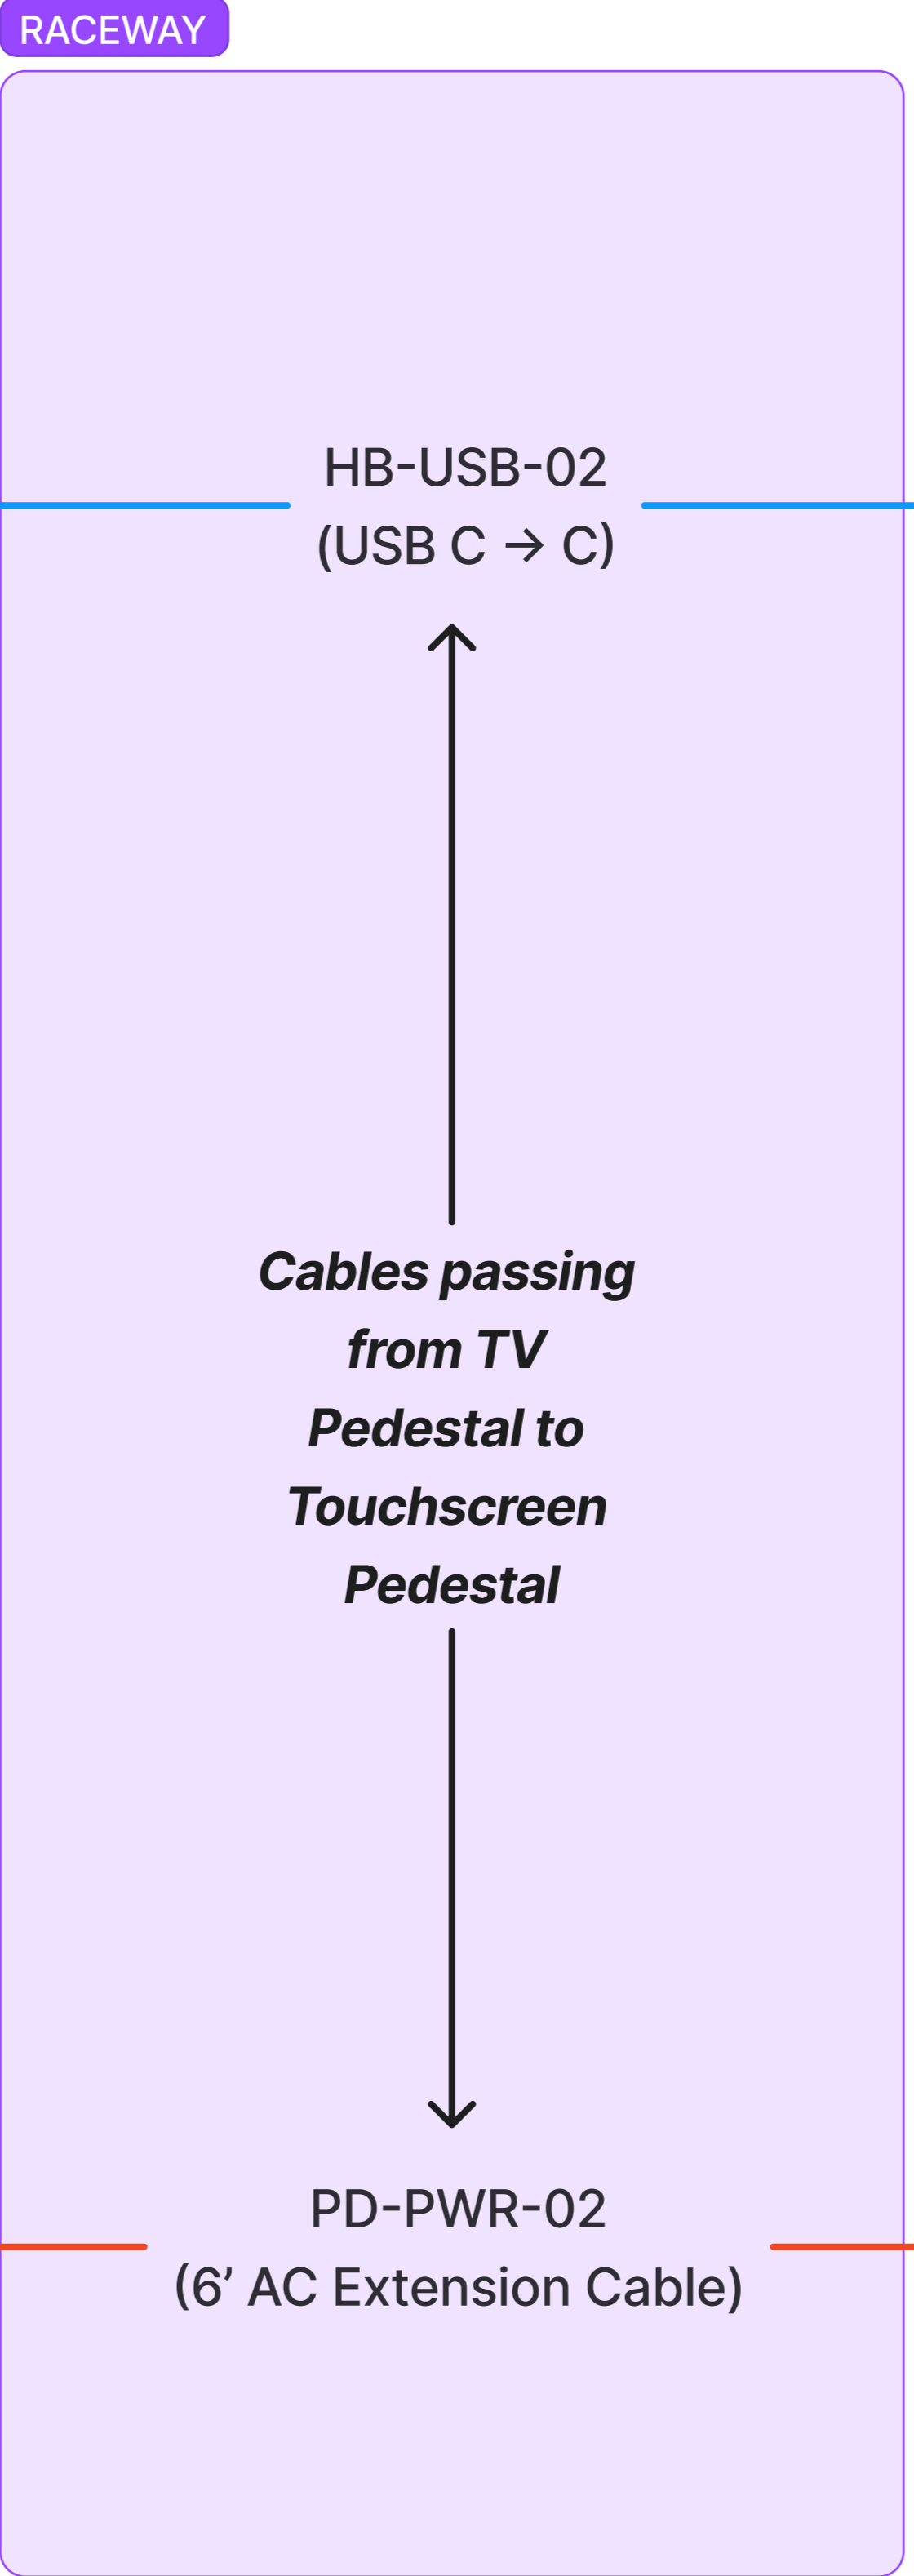 RACEWAY
HB-USB-02
(USB C → C)
Cables passing
from TV
Pedestal to
Touchscreen
Pedestal
PD-PWR-02
(6’ AC Extension Cable)